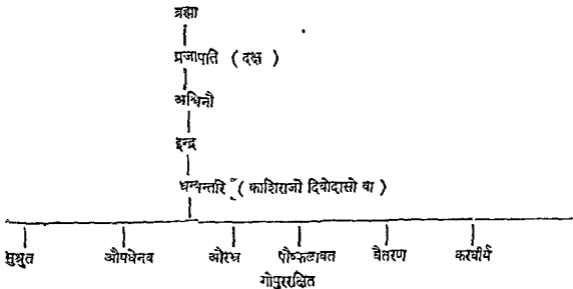 ब्रह्मा
प्रजापति ( दक्ष )
अश्विनौ
इन्द्र
धन्वन्तरि ( काशिराजो दिवोदासो वा )
सुश्रुत औपधेनव औरभ्र पौष्कलावत वैतरण करवीर्य
गोपुररक्षित